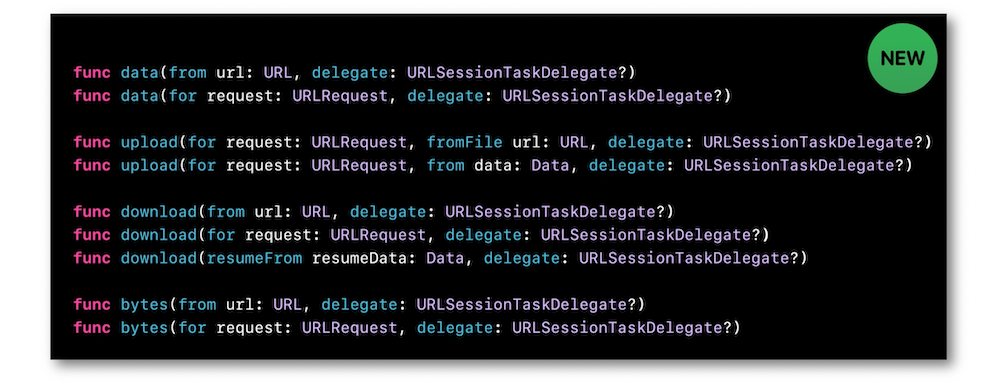 NEW
func data(from url: URL, delegate: URLSessionTaskDelegate?)
func data(for request: URLRequest, delegate: URLSessionTaskDelegate?)
func upload(for request: URLRequest, fromFile url: URL, delegate: URLSessionTaskDelegate?)
func upload(for request: URLRequest, from data: Data, delegate: URLSessionTaskDelegate?)
func download(from url: URL, delegate: URLSessionTaskDelegate?)
func download(for request: URLRequest, delegate: URLSessionTaskDelegate?)
func download(resumeFrom resumeData: Data, delegate: URLSessionTaskDelegate?)
func bytes(from url: URL, delegate: URLSessionTaskDelegate?)
func bytes(for request: URLRequest, delegate: URLSessionTaskDelegate?)